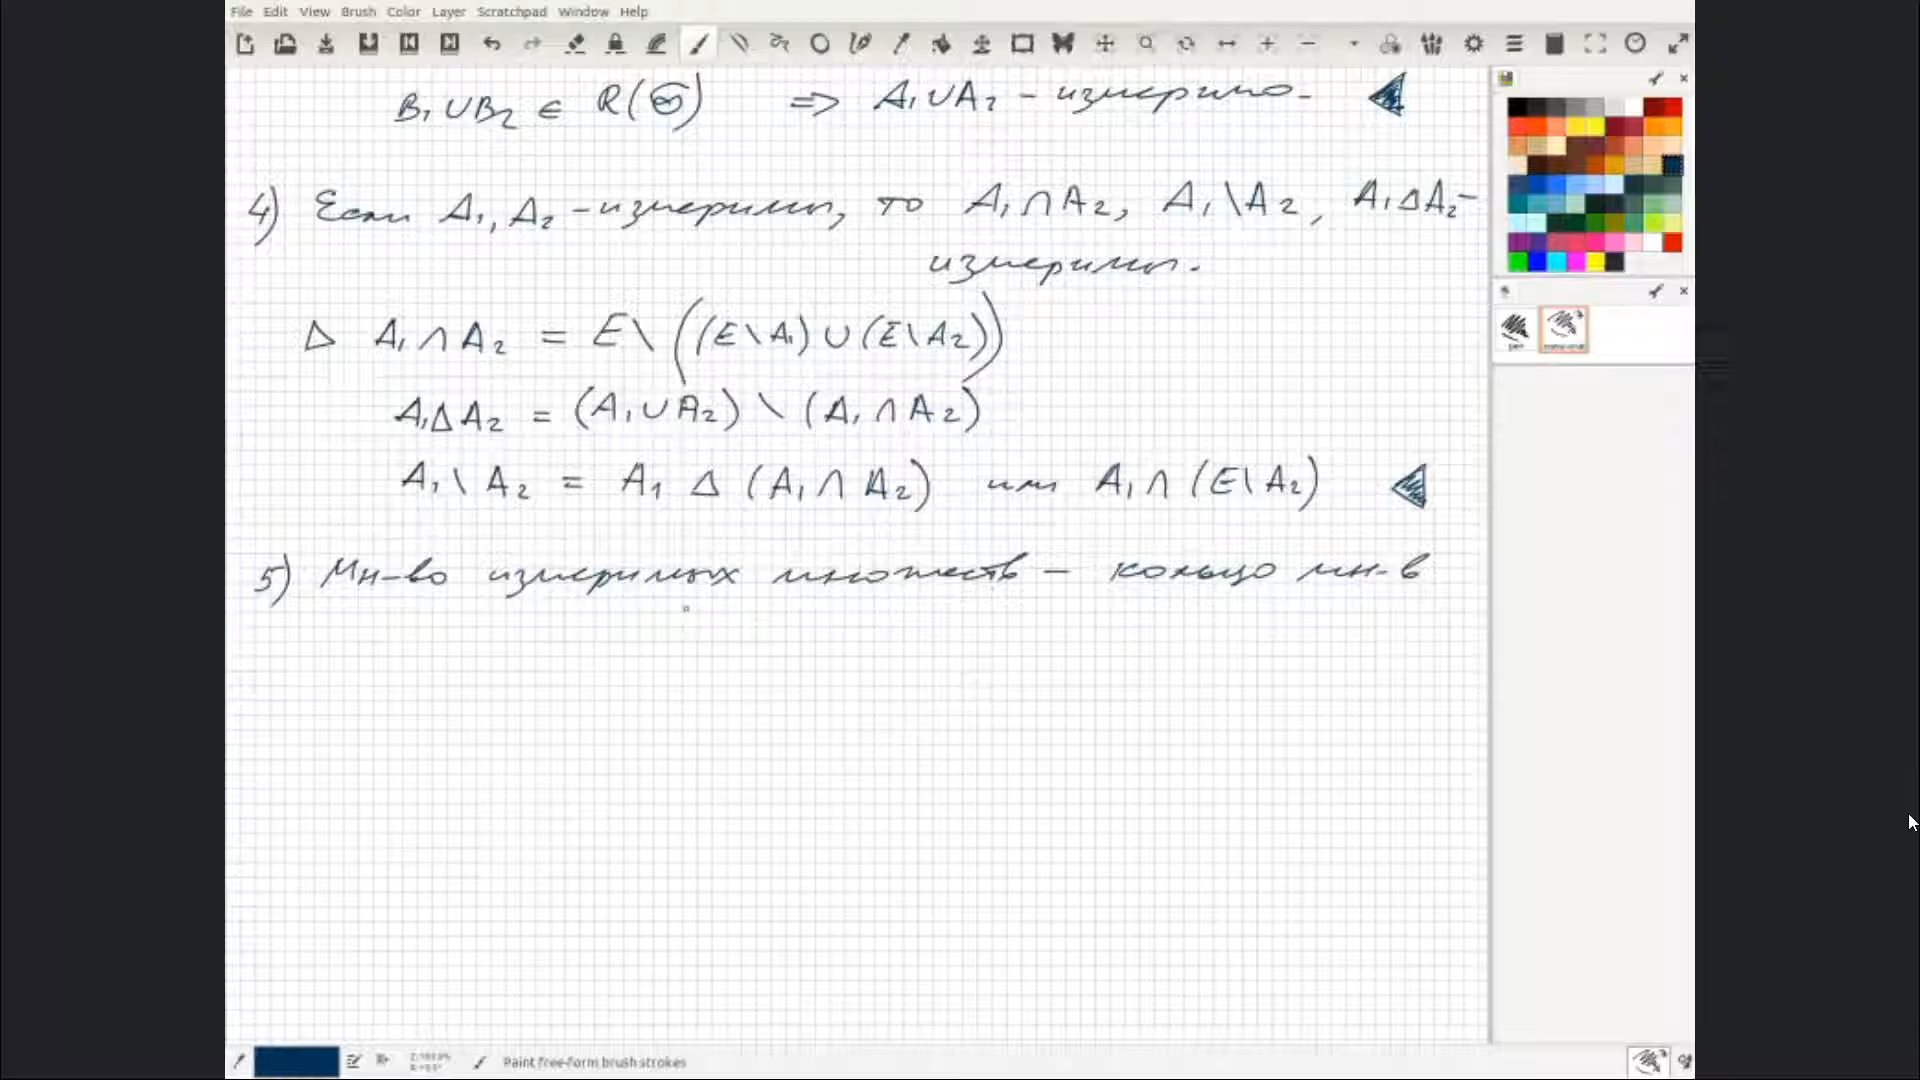 File Edit View Brush Color Layer Scratchpad Window Help
B₁∪B₂ ∈ R(𝔖) ⇒ A₁∪A₂ - измеримо.
4) Если A₁, A₂ - измеримы, то A₁∩A₂, A₁\A₂, A₁△A₂ -
измеримы.
▷ A₁∩A₂ = E\((E\A₁)∪(E\A₂))
A₁△A₂ = (A₁∪A₂)\(A₁∩A₂)
A₁\A₂ = A₁ △ (A₁∩A₂) или A₁∩(E\A₂)
5) Мн-во измеримых множеств - кольцо мн-в
Paint free-form brush strokes